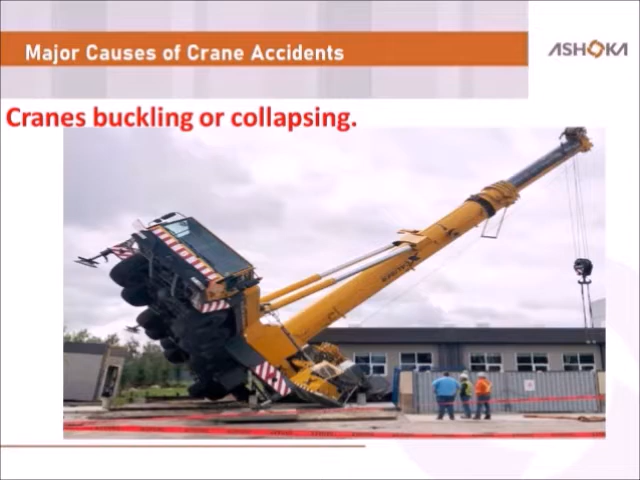 Major Causes of Crane Accidents
ASHOKA
Cranes buckling or collapsing.